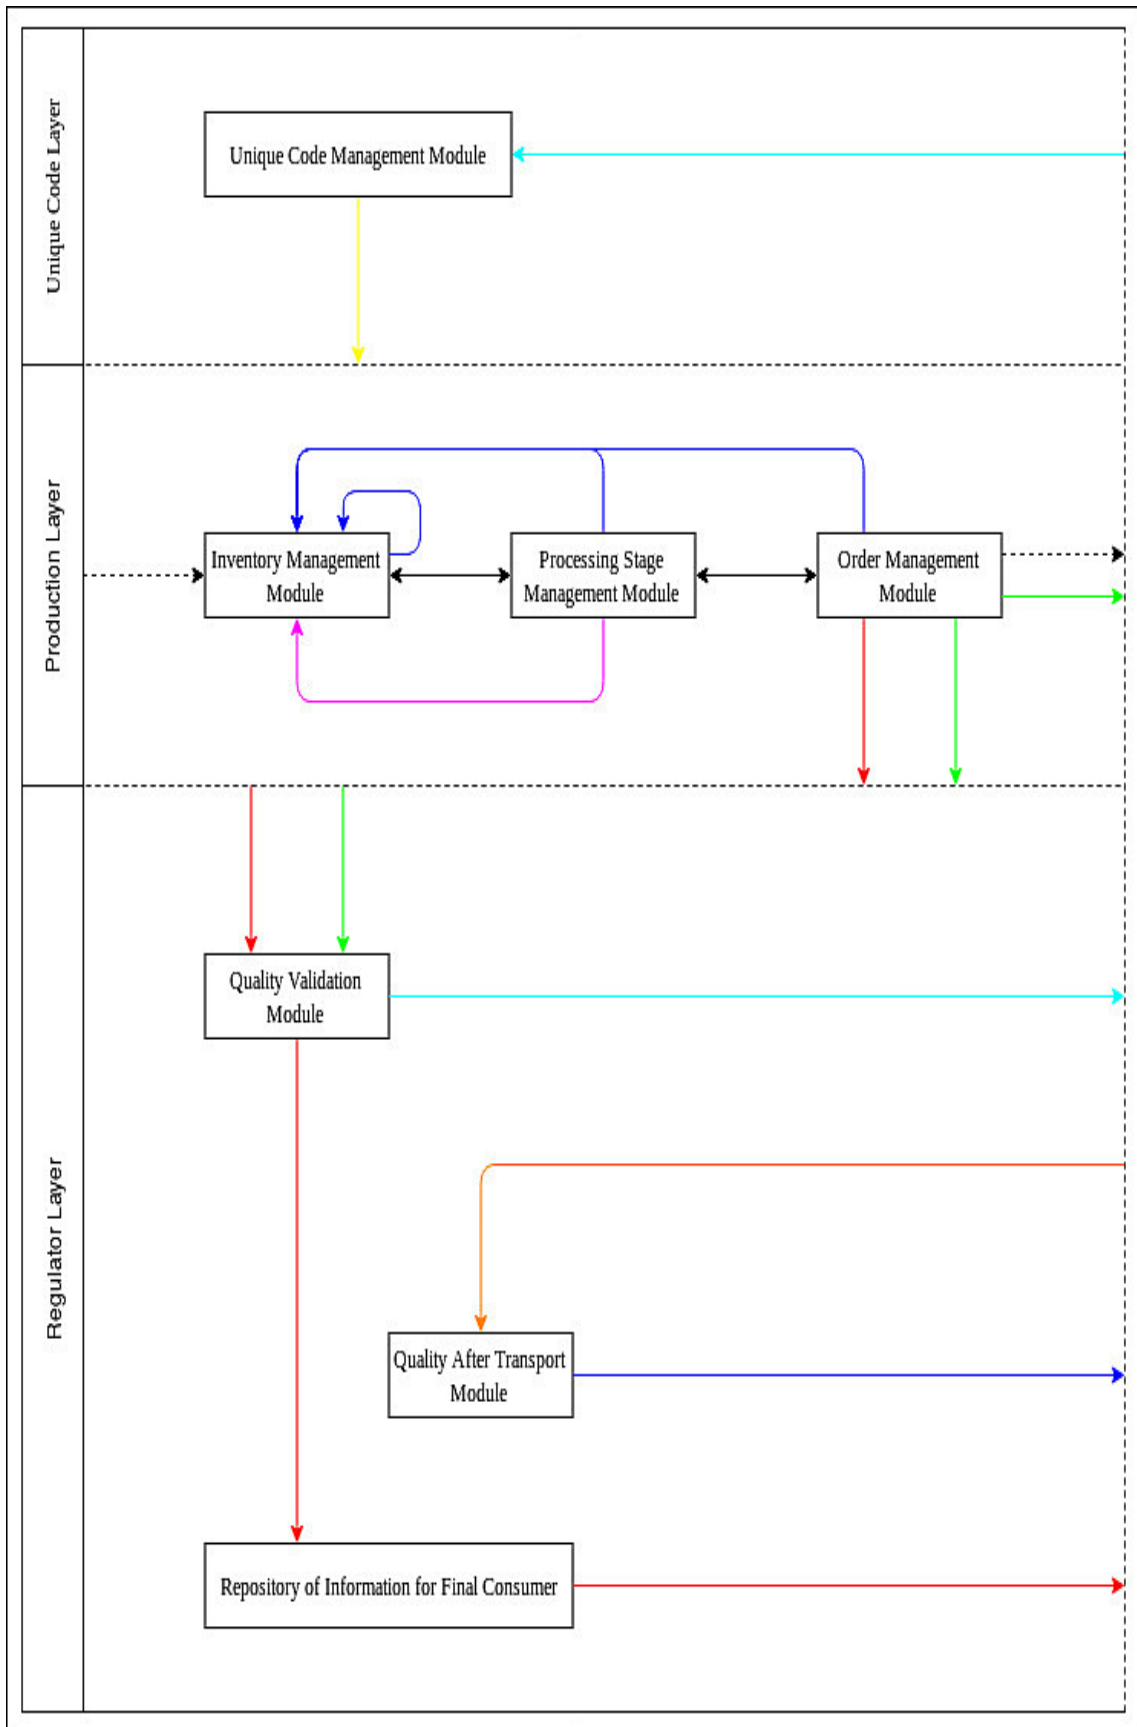 Unique Code Layer
Unique Code Management Module
Production Layer
Inventory Management
Module
Processing Stage
Management Module
Order Management
Module
Regulator Layer
Quality Validation
Module
Quality After Transport
Module
Repository of Information for Final Consumer